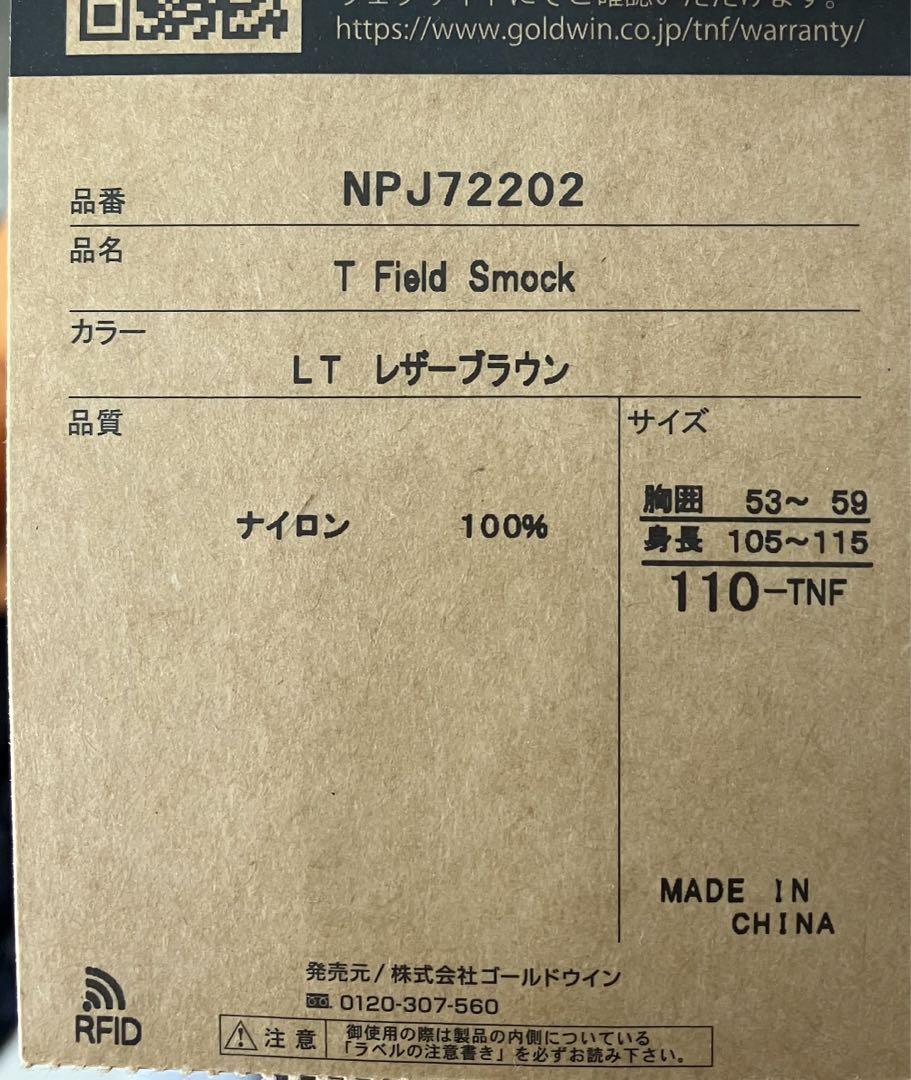 https://www.goldwin.co.jp/tnf/warranty/
品番 NPJ72202
品名
T Field Smock
カラー
LT レザーブラウン
品質
サイズ
ナイロン 100%
胸囲 53〜 59
身長 105〜115
110-TNF
MADE IN
CHINA
発売元/株式会社ゴールドウイン
0120-307-560
RFID
注意
御使用の際は製品の内側についている
「ラベルの注意書き」を必ずお読み下さい。